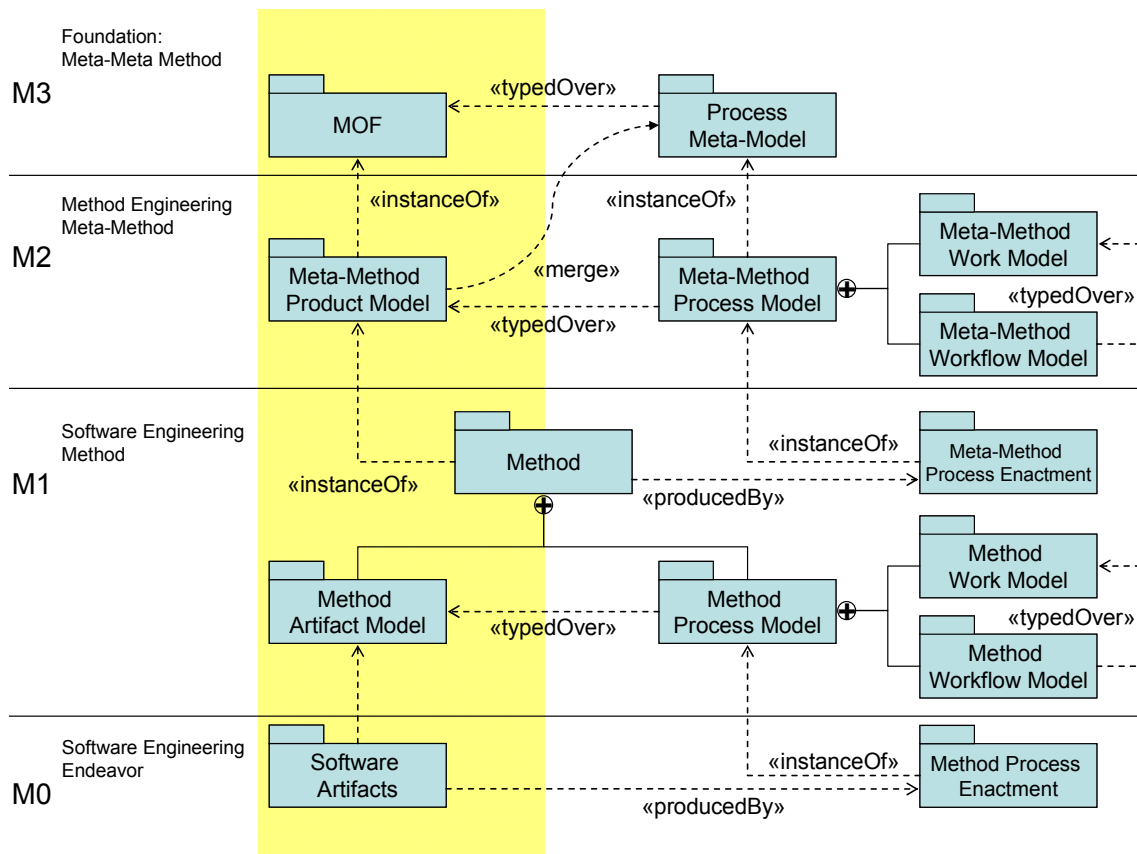 Foundation:
Meta-Meta Method
M3
«typedOver»
MOF
Process
Meta-Model
Method Engineering
Meta-Method
M2
«instanceOf»
«instanceOf»
Meta-Method
Work Model
«merge»
Meta-Method
Product Model
Meta-Method
Process Model
«typedOver»
«typedOver»
Meta-Method
Workflow Model
Software Engineering
Method
M1
Method
«instanceOf»
«instanceOf»
Meta-Method
Process Enactment
«producedBy»
Method
Work Model
Method
Artifact Model
Method
Process Model
«typedOver»
«typedOver»
Method
Workflow Model
Software Engineering
Endeavor
M0
Software
Artifacts
«instanceOf»
Method Process
Enactment
«producedBy»